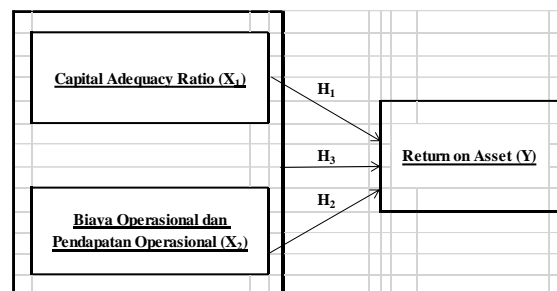 Capital Adequacy Ratio (X₁)
H₁
H₃
Return on Asset (Y)
H₂
Biaya Operasional dan
Pendapatan Operasional (X₂)